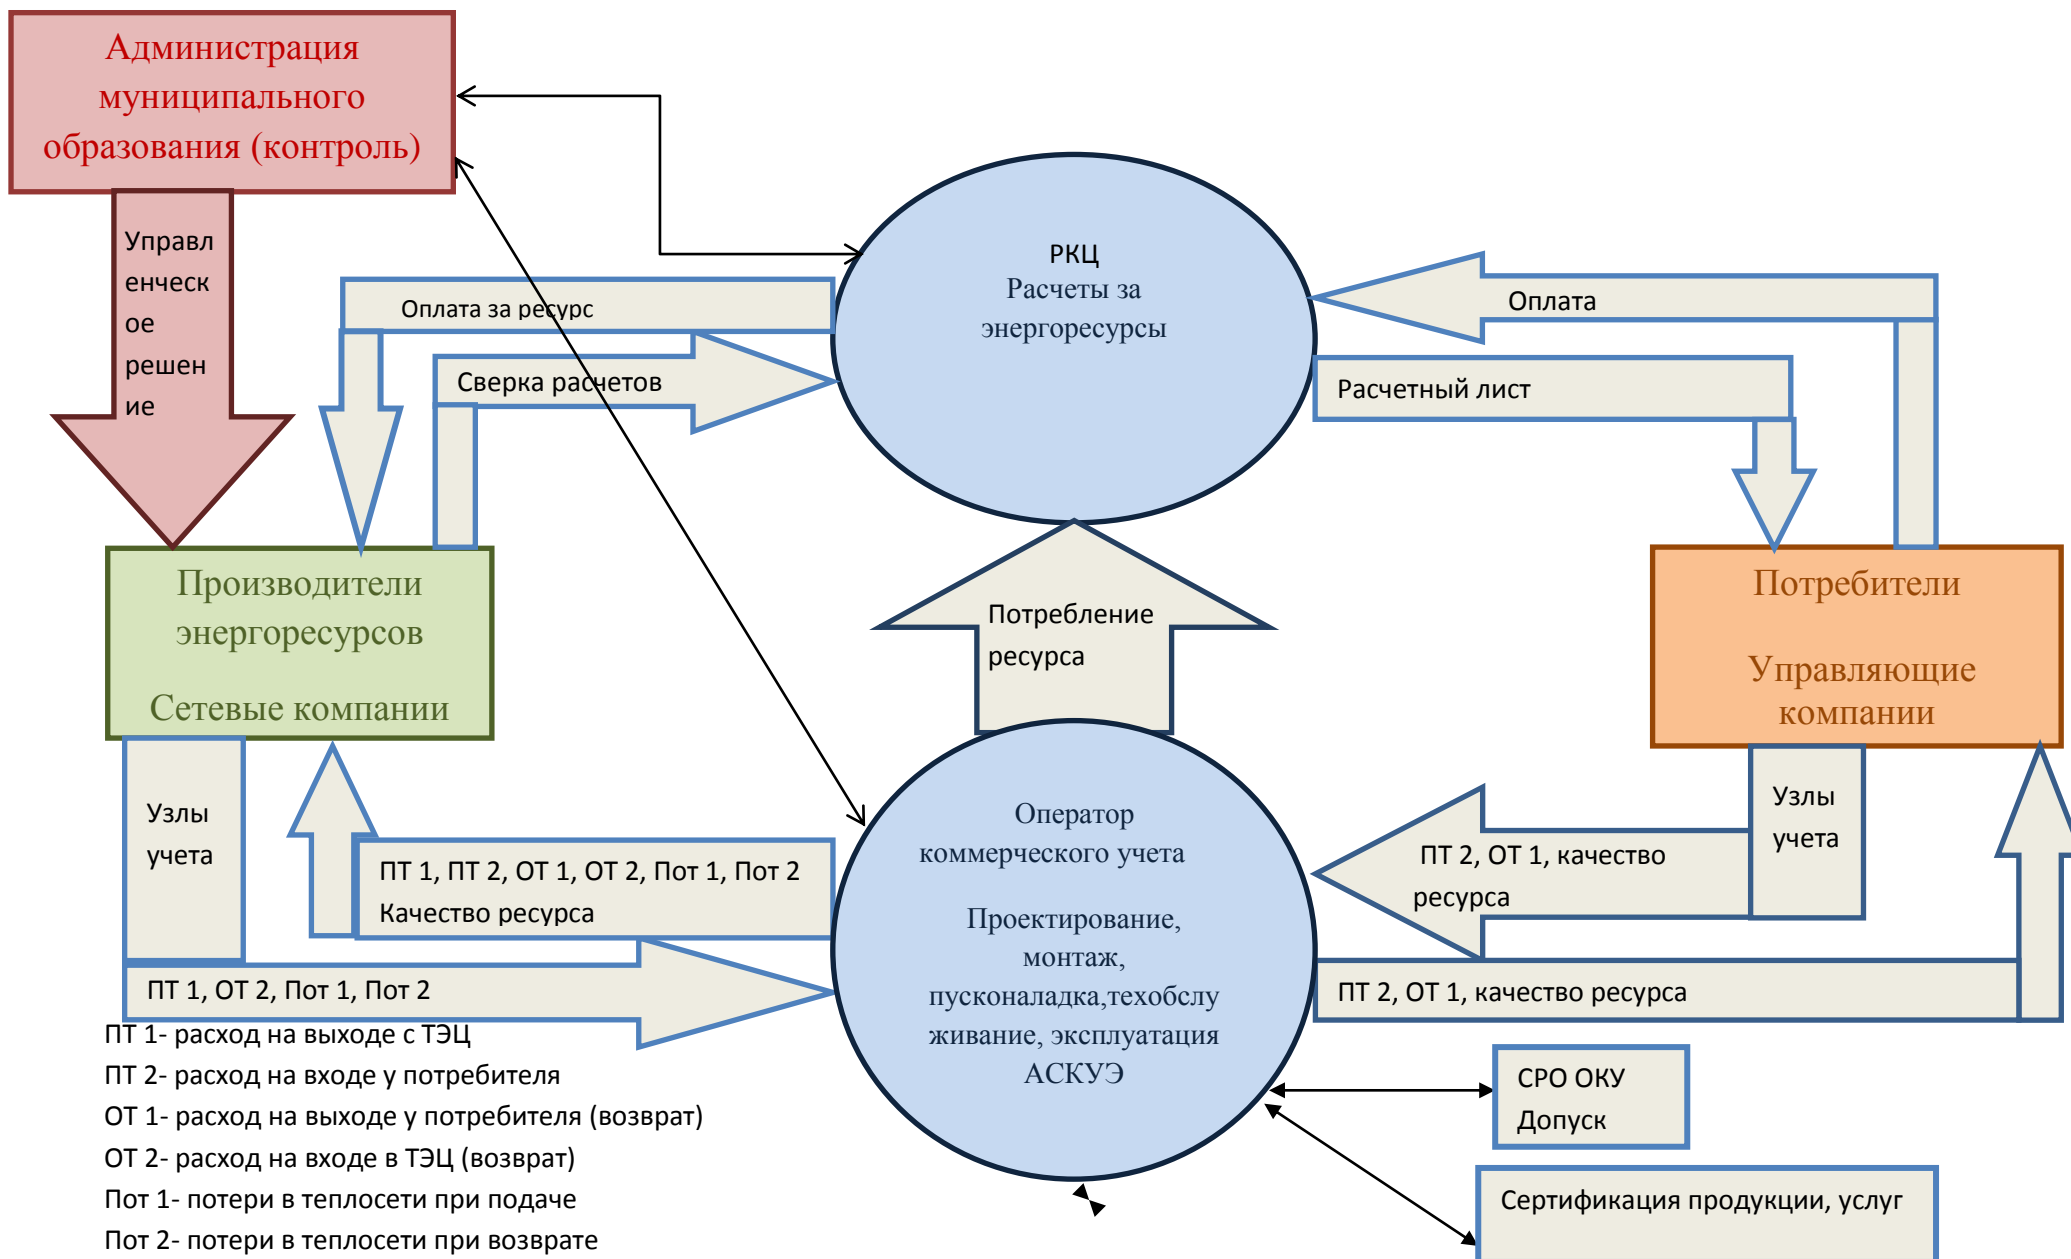 Администрация
муниципального
образования (контроль)
Управл
енческ
ое
решен
ие
РКЦ
Расчеты за
энергоресурсы
Оплата за ресурс
Сверка расчетов
Оплата
Расчетный лист
Производители
энергоресурсов
Сетевые компании
Потребление
ресурса
Потребители
Управляющие
компании
Узлы
учета
ПТ 1, ПТ 2, ОТ 1, ОТ 2, Пот 1, Пот 2
Качество ресурса
ПТ 1, ОТ 2, Пот 1, Пот 2
Оператор
коммерческого учета
Проектирование,
монтаж,
пусконаладка,техобслу
живание, эксплуатация
АСКУЭ
Узлы
учета
ПТ 2, ОТ 1, качество
ресурса
ПТ 2, ОТ 1, качество ресурса
ПТ 1- расход на выходе с ТЭЦ
ПТ 2- расход на входе у потребителя
ОТ 1- расход на выходе у потребителя (возврат)
ОТ 2- расход на входе в ТЭЦ (возврат)
Пот 1- потери в теплосети при подаче
Пот 2- потери в теплосети при возврате
СРО ОКУ
Допуск
Сертификация продукции, услуг